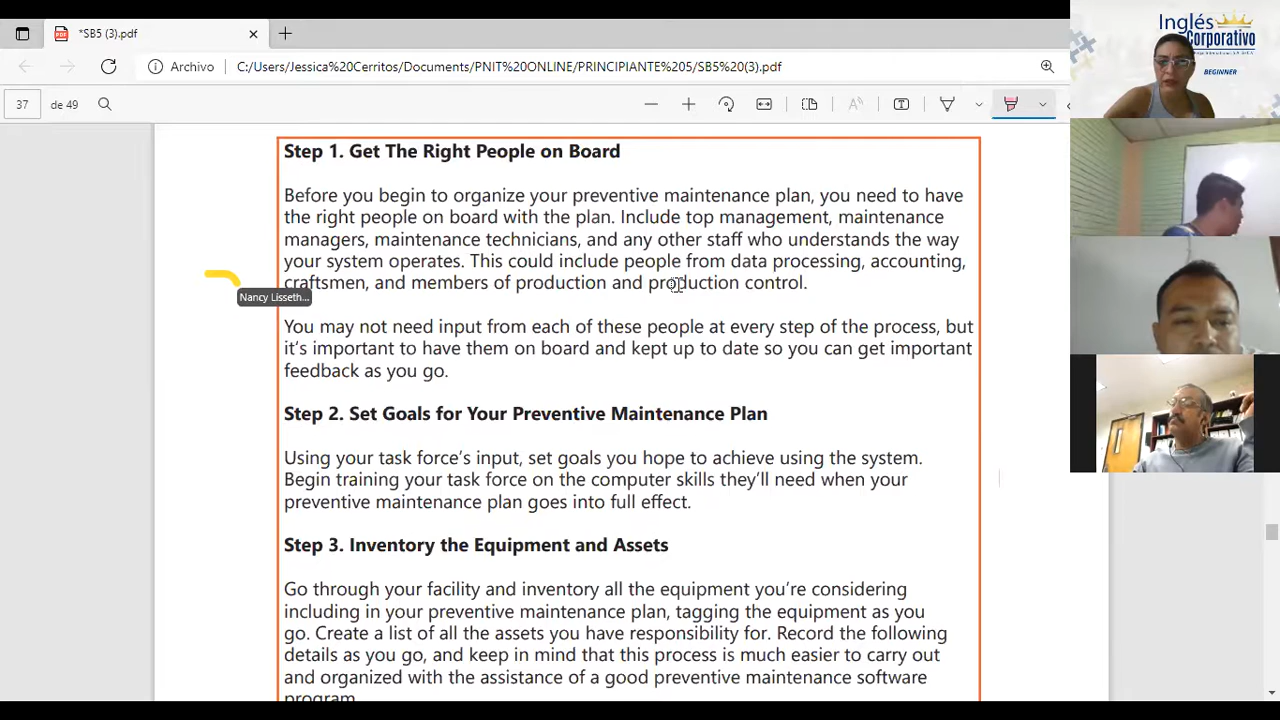 *SB5 (3).pdf
Archivo
C:/Users/Jessica%20Cerritos/Documents/PNET%20ONLINE/PRINCIPIANTE%205/SB5%20(3).pdf
37
de 49
Inglés
Corporativo
BEGINNER
Step 1. Get The Right People on Board
Before you begin to organize your preventive maintenance plan, you need to have
the right people on board with the plan. Include top management, maintenance
managers, maintenance technicians, and any other staff who understands the way
your system operates. This could include people from data processing, accounting,
craftsmen, and members of production and production control.
Nancy Lisseth...
You may not need input from each of these people at every step of the process, but
it's important to have them on board and kept up to date so you can get important
feedback as you go.
Step 2. Set Goals for Your Preventive Maintenance Plan
Using your task force's input, set goals you hope to achieve using the system.
Begin training your task force on the computer skills they'll need when your
preventive maintenance plan goes into full effect.
Step 3. Inventory the Equipment and Assets
Go through your facility and inventory all the equipment you're considering
including in your preventive maintenance plan, tagging the equipment as you
go. Create a list of all the assets you have responsibility for. Record the following
details as you go, and keep in mind that this process is much easier to carry out
and organized with the assistance of a good preventive maintenance software
program.